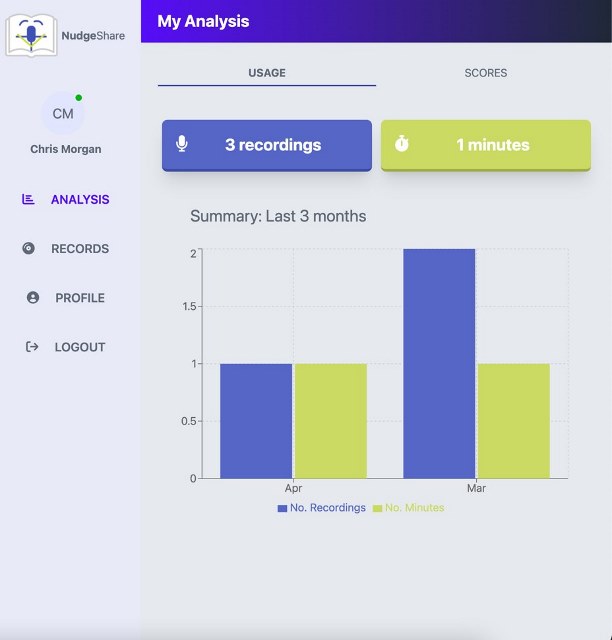 NudgeShare
My Analysis
CM
Chris Morgan
ANALYSIS
RECORDS
PROFILE
LOGOUT
USAGE
SCORES
3 recordings
1 minutes
Summary: Last 3 months
2
1.5
1
0.5
0
Apr
Mar
No. Recordings
No. Minutes